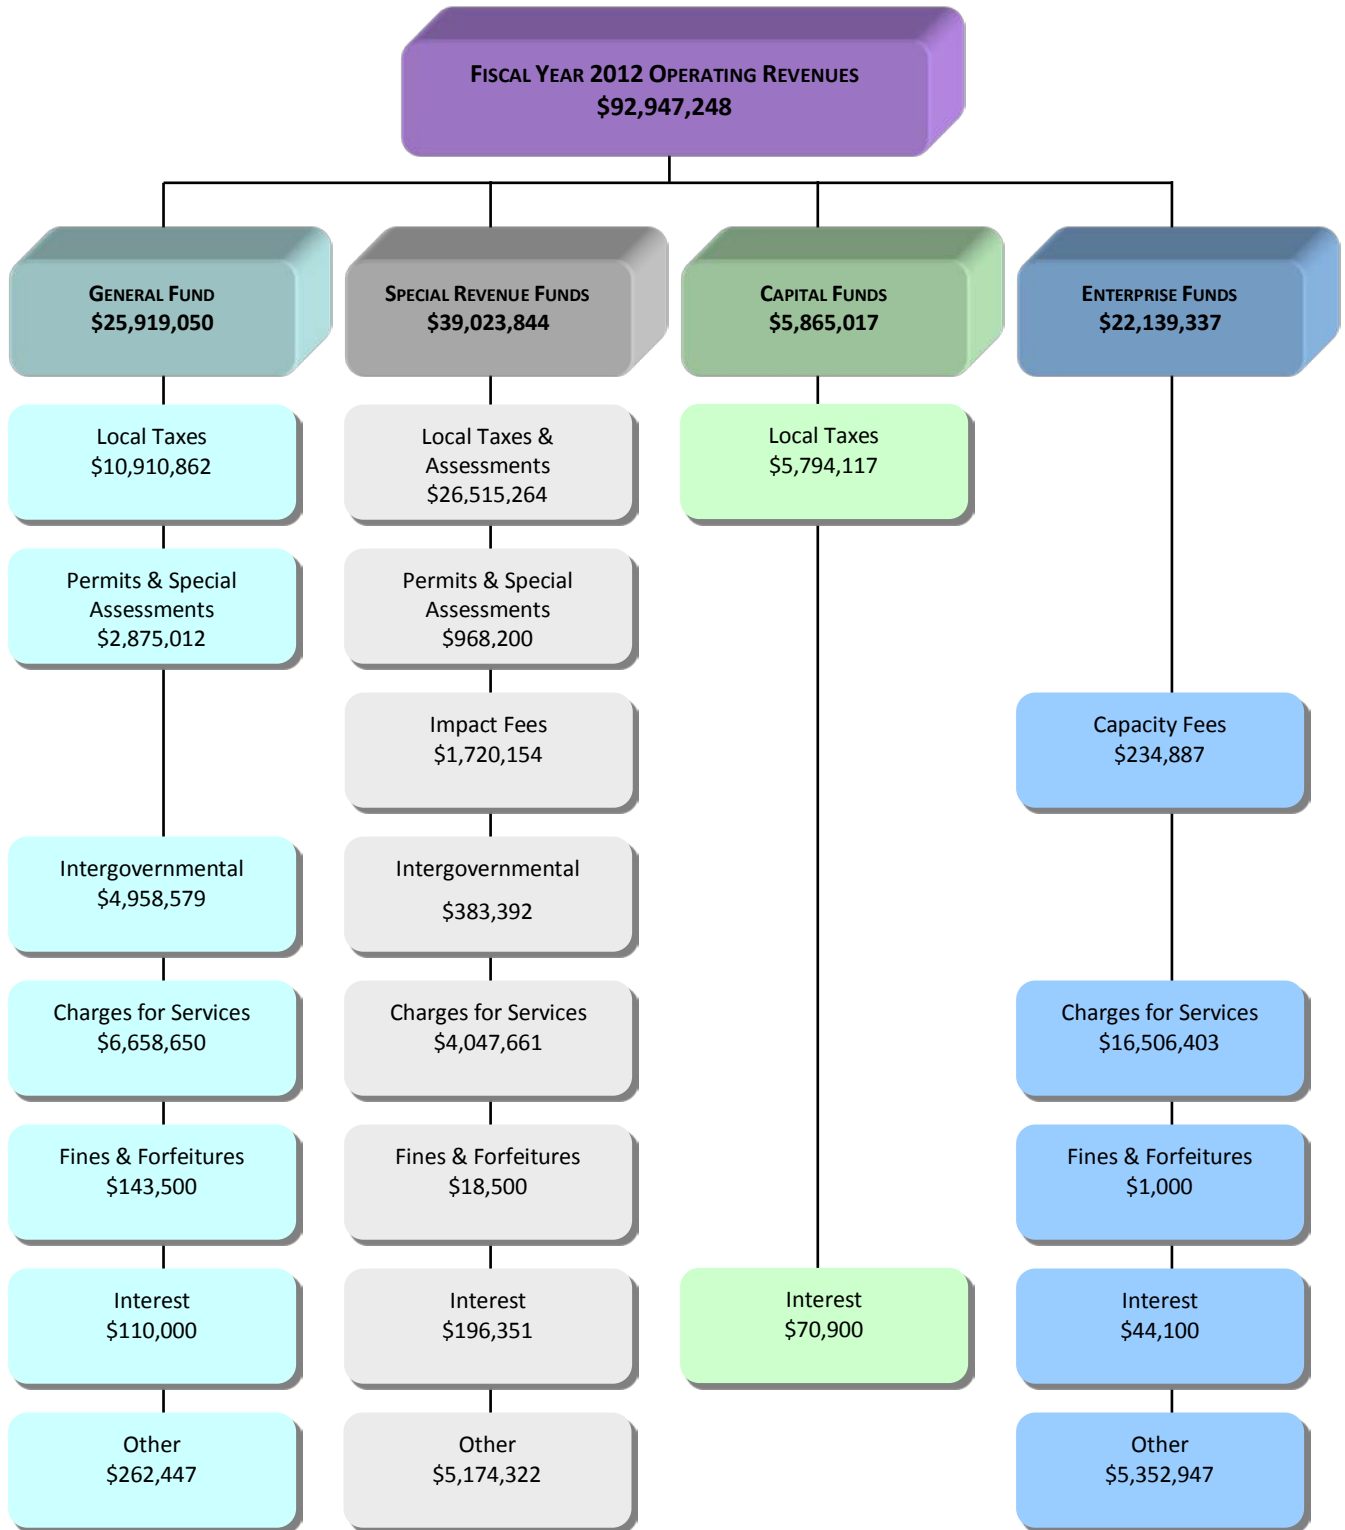 FISCAL YEAR 2012 OPERATING REVENUES
$92,947,248
GENERAL FUND
$25,919,050
Local Taxes
$10,910,862
Permits & Special
Assessments
$2,875,012
Intergovernmental
$4,958,579
Charges for Services
$6,658,650
Fines & Forfeitures
$143,500
Interest
$110,000
Other
$262,447
SPECIAL REVENUE FUNDS
$39,023,844
Local Taxes &
Assessments
$26,515,264
Permits & Special
Assessments
$968,200
Impact Fees
$1,720,154
Intergovernmental
$383,392
Charges for Services
$4,047,661
Fines & Forfeitures
$18,500
Interest
$196,351
Other
$5,174,322
CAPITAL FUNDS
$5,865,017
Local Taxes
$5,794,117
Interest
$70,900
ENTERPRISE FUNDS
$22,139,337
Capacity Fees
$234,887
Charges for Services
$16,506,403
Fines & Forfeitures
$1,000
Interest
$44,100
Other
$5,352,947